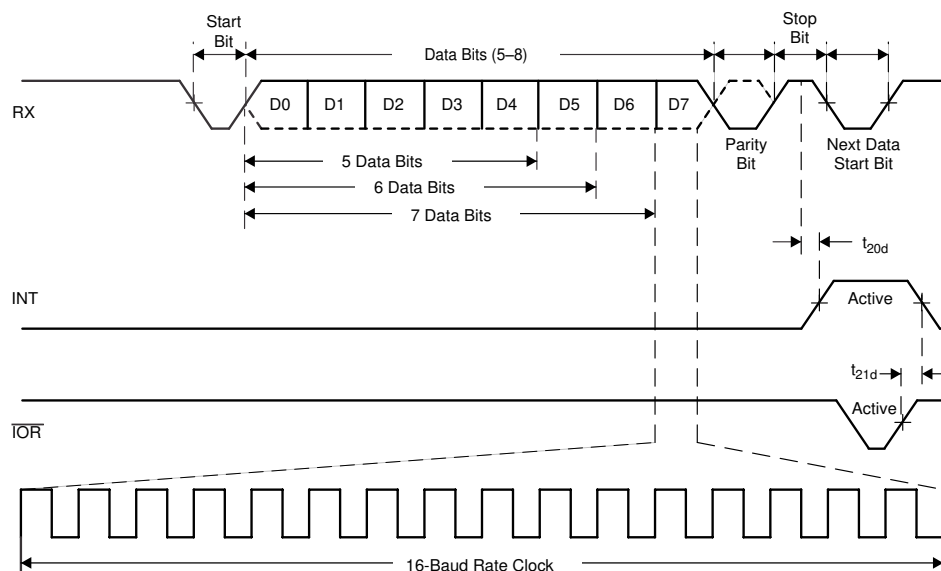 Start
Bit
Data Bits (5–8)
Stop
Bit
RX
D0 D1 D2 D3 D4 D5 D6 D7
Parity
Bit
Next Data
Start Bit
5 Data Bits
6 Data Bits
7 Data Bits
t20d
INT
Active
t21d
Active
IOR
16-Baud Rate Clock